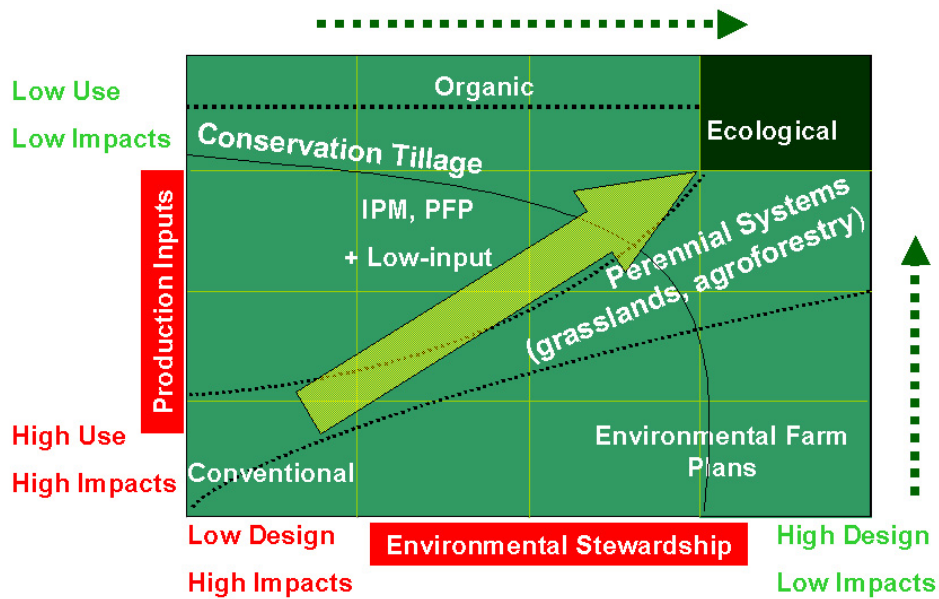 Low Use
Low Impacts
Organic
Ecological
Conservation Tillage
IPM, PFP
+ Low-input
Perennial Systems
(grasslands, agroforestry)
Production Inputs
High Use
High Impacts
Conventional
Environmental Farm
Plans
Low Design
High Impacts
Environmental Stewardship
High Design
Low Impacts